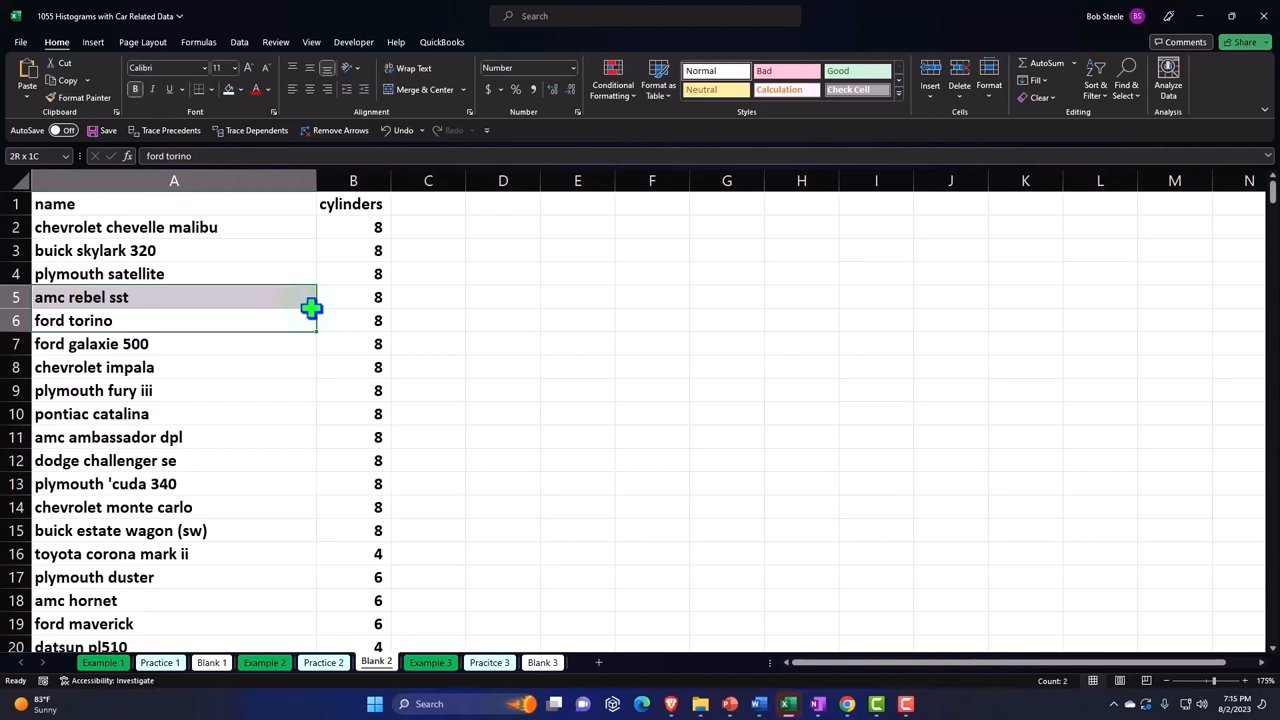 1055 Histograms with Car Related Data
Search
Bob Steele
BS
File
Home
Insert
Page Layout
Formulas
Data
Review
View
Developer
Help
QuickBooks
Comments
Share
Paste
Cut
Copy
Format Painter
Clipboard
Calibri
11
Font
Wrap Text
Merge & Center
Alignment
Number
Number
Conditional Formatting
Format as Table
Normal
Bad
Good
Neutral
Calculation
Check Cell
Styles
Insert
Delete
Format
Cells
AutoSum
Fill
Clear
Sort & Filter
Find & Select
Editing
Analyze Data
Analysis
AutoSave Off
Save
Trace Precedents
Trace Dependents
Remove Arrows
Undo
Redo
2R x 1C
fx
ford torino
A B C D E F G H I J K L M N
1 name cylinders
2 chevrolet chevelle malibu 8
3 buick skylark 320 8
4 plymouth satellite 8
5 amc rebel sst 8
6 ford torino 8
7 ford galaxie 500 8
8 chevrolet impala 8
9 plymouth fury iii 8
10 pontiac catalina 8
11 amc ambassador dpl 8
12 dodge challenger se 8
13 plymouth 'cuda 340 8
14 chevrolet monte carlo 8
15 buick estate wagon (sw) 8
16 toyota corona mark ii 4
17 plymouth duster 6
18 amc hornet 6
19 ford maverick 6
20 datsun pl510 4
Example 1
Practice 1
Blank 1
Example 2
Practice 2
Blank 2
Example 3
Pracitce 3
Blank 3
Ready
Accessibility: Investigate
Count: 2
175%
83°F
Sunny
Search
7:15 PM
8/2/2023